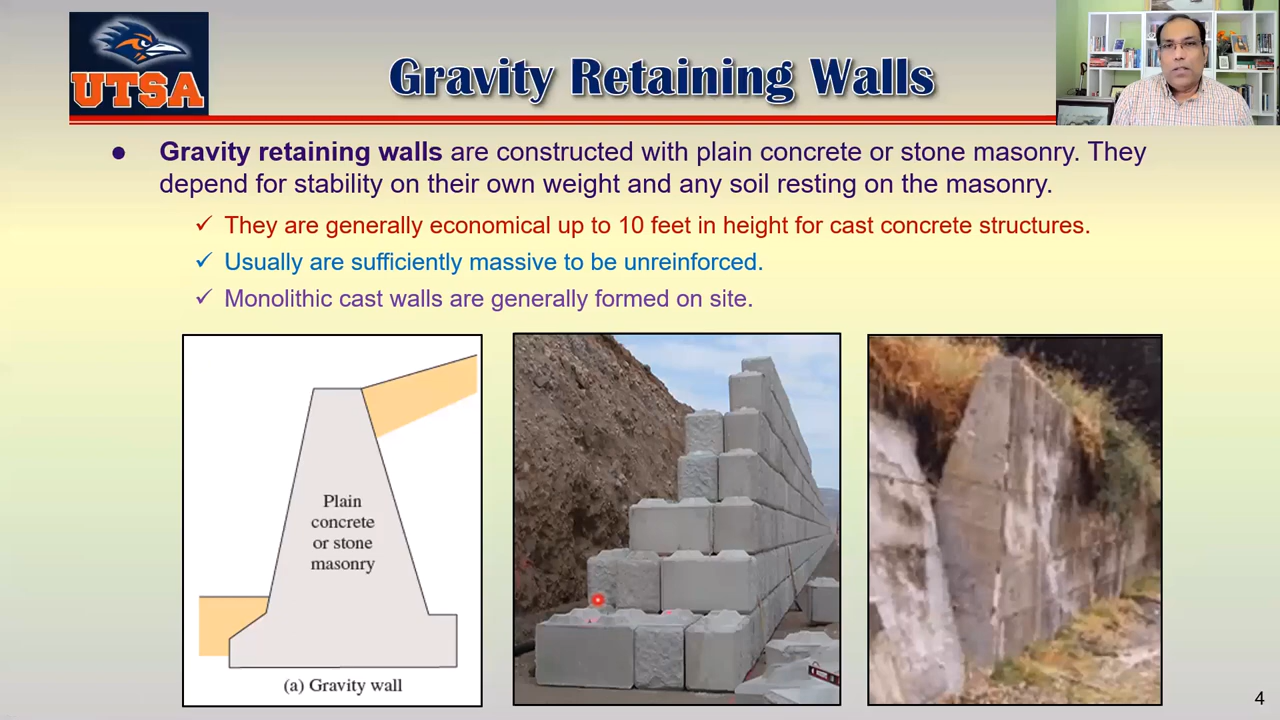 UTSA
Gravity Retaining Walls
● Gravity retaining walls are constructed with plain concrete or stone masonry. They
depend for stability on their own weight and any soil resting on the masonry.
✓ They are generally economical up to 10 feet in height for cast concrete structures.
✓ Usually are sufficiently massive to be unreinforced.
✓ Monolithic cast walls are generally formed on site.
Plain
concrete
or stone
masonry
(a) Gravity wall
4